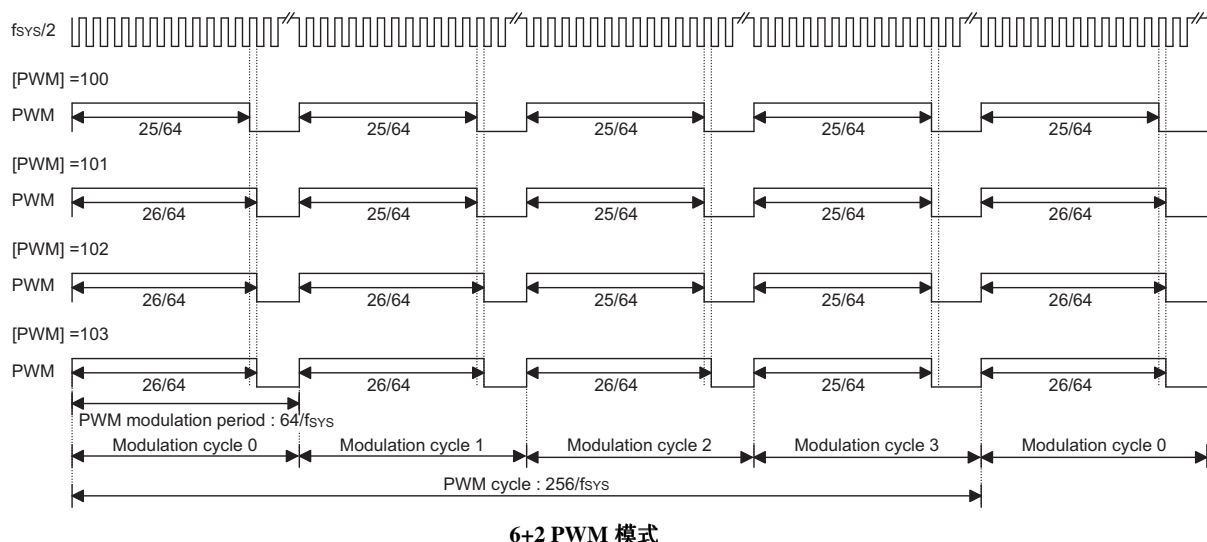 fSYS/2
[PWM] =100
PWM
25/64 25/64 25/64 25/64 25/64
[PWM] =101
PWM
26/64 25/64 25/64 25/64 26/64
[PWM] =102
PWM
26/64 26/64 25/64 25/64 26/64
[PWM] =103
PWM
26/64 26/64 26/64 25/64 26/64
PWM modulation period : 64/fSYS
Modulation cycle 0 Modulation cycle 1 Modulation cycle 2 Modulation cycle 3 Modulation cycle 0
PWM cycle : 256/fSYS
6+2 PWM 模式